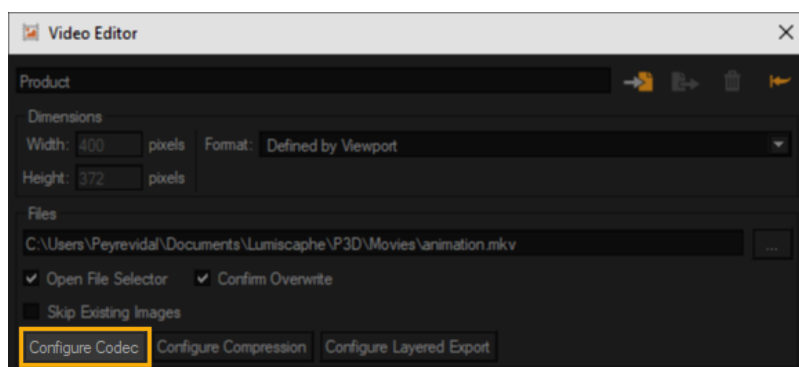 Video Editor
Product
Dimensions
Width: 400 pixels Format: Defined by Viewport
Height: 372 pixels
Files
C:\Users\Peyrevidal\Documents\Lumiscaphe\P3D\Movies\animation.mkv ...
Open File Selector Confirm Overwrite
Skip Existing Images
Configure Codec Configure Compression Configure Layered Export